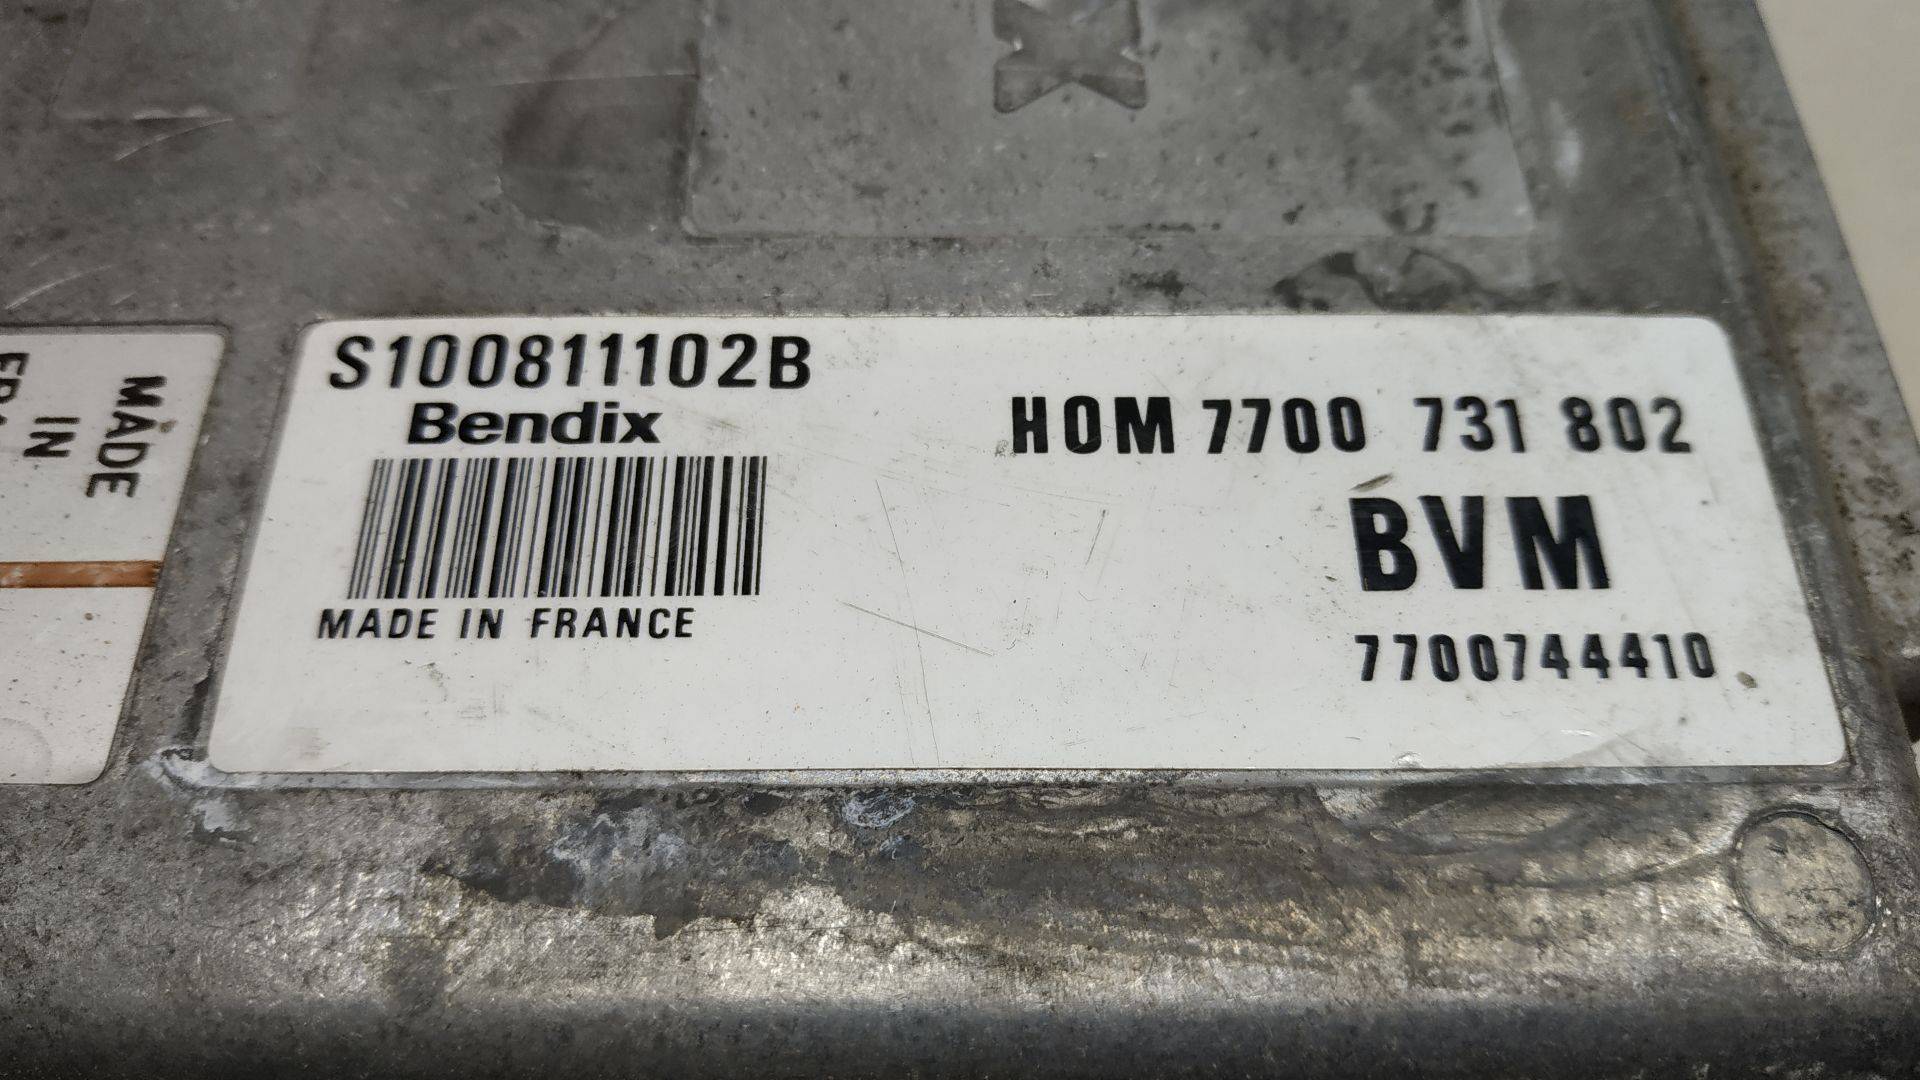 S100811102B
Bendix
MADE IN FRANCE
HOM 7700 731 802
BVM
7700744410
MADE
IN